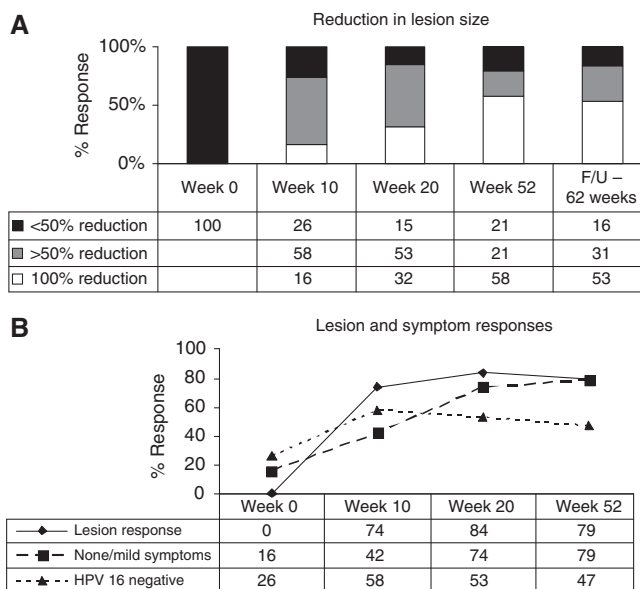 A
Reduction in lesion size
% Response
100%
50%
0%
Week 0 Week 10 Week 20 Week 52 F/U –
62 weeks
<50% reduction 100 26 15 21 16
>50% reduction 58 53 21 31
100% reduction 16 32 58 53
B
Lesion and symptom responses
% Response
100
80
60
40
20
0
Week 0 Week 10 Week 20 Week 52
Lesion response 0 74 84 79
None/mild symptoms 16 42 74 79
HPV 16 negative 26 58 53 47